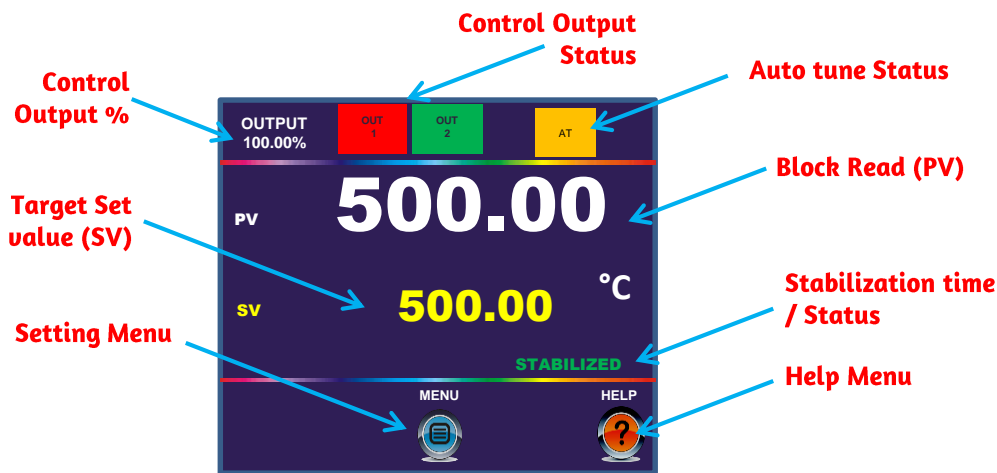 Control Output
Status
Auto tune Status
Control
Output %
OUTPUT
100.00%
OUT
1
OUT
2
AT
Block Read (PV)
Target Set
value (SV)
PV
500.00
°C
SV
500.00
Stabilization time
/ Status
Setting Menu
STABILIZED
Help Menu
MENU
HELP
?